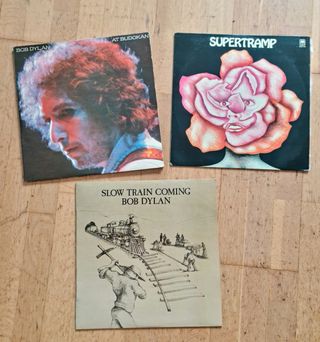 BOB DYLAN
AT BUDOKAN
SUPERTRAMP
SLOW TRAIN COMING
BOB DYLAN